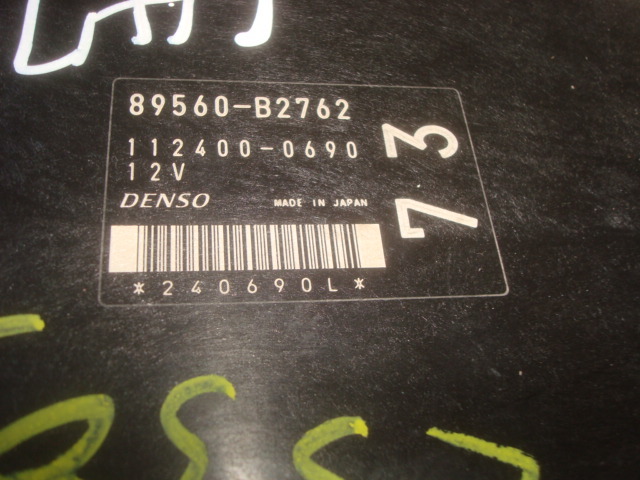 89560-B2762
112400-0690
12V
DENSO MADE IN JAPAN
*240690L*
73